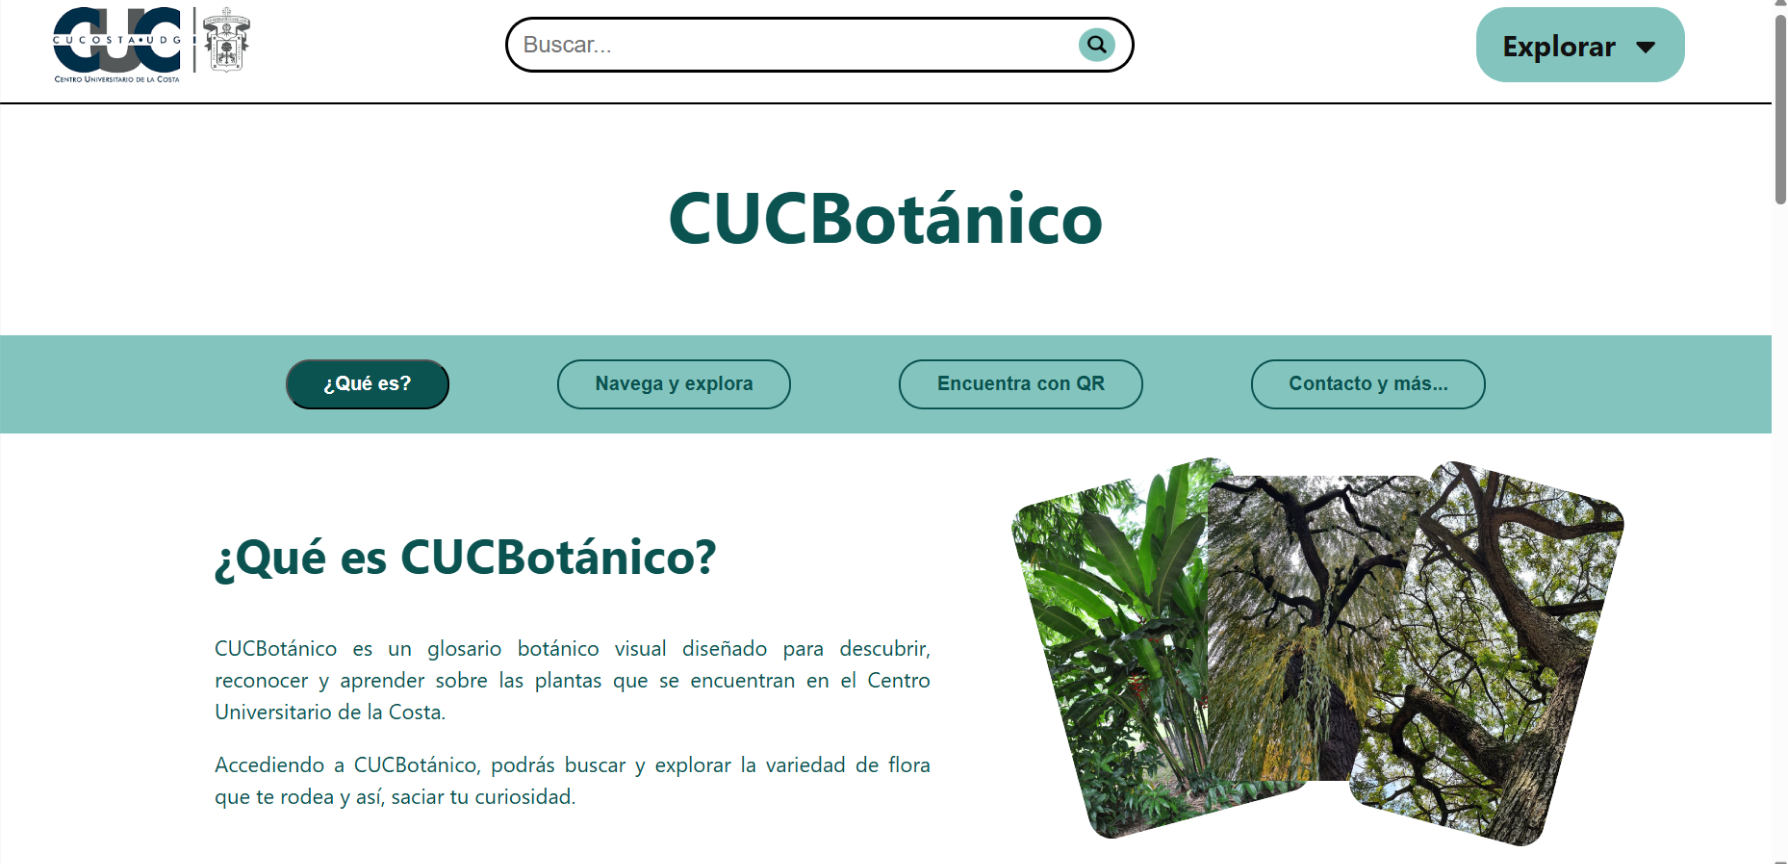 CUC
CUCOSTA•UDG
CENTRO UNIVERSITARIO DE LA COSTA
Buscar...
Explorar
CUCBotánico
¿Qué es?
Navega y explora
Encuentra con QR
Contacto y más...
¿Qué es CUCBotánico?
CUCBotánico es un glosario botánico visual diseñado para descubrir,
reconocer y aprender sobre las plantas que se encuentran en el Centro
Universitario de la Costa.
Accediendo a CUCBotánico, podrás buscar y explorar la variedad de flora
que te rodea y así, saciar tu curiosidad.